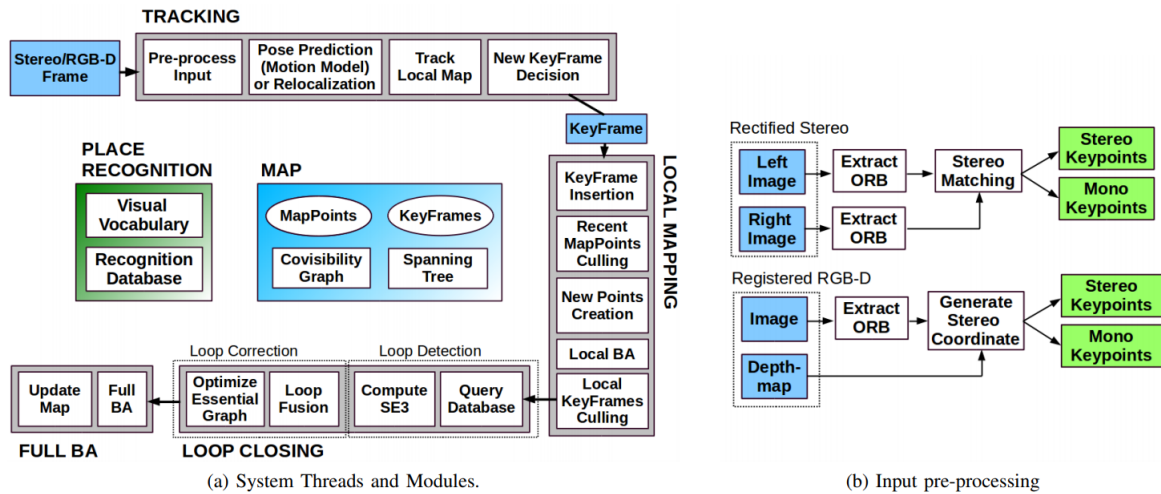 TRACKING
Stereo/RGB-D
Frame
Pre-process
Input
Pose Prediction
(Motion Model)
or Relocalization
Track
Local Map
New KeyFrame
Decision
KeyFrame
PLACE
RECOGNITION
Visual
Vocabulary
Recognition
Database
MAP
MapPoints
KeyFrames
Covisibility
Graph
Spanning
Tree
LOCAL MAPPING
KeyFrame
Insertion
Recent
MapPoints
Culling
New Points
Creation
Local BA
Local
KeyFrames
Culling
Loop Correction
Loop Detection
Optimize
Essential
Graph
Loop
Fusion
Compute
SE3
Query
Database
Update
Map
Full
BA
FULL BA
LOOP CLOSING
(a) System Threads and Modules.
Rectified Stereo
Left
Image
Extract
ORB
Stereo
Matching
Stereo
Keypoints
Mono
Keypoints
Right
Image
Extract
ORB
Registered RGB-D
Image
Extract
ORB
Generate
Stereo
Coordinate
Stereo
Keypoints
Mono
Keypoints
Depth-
map
(b) Input pre-processing